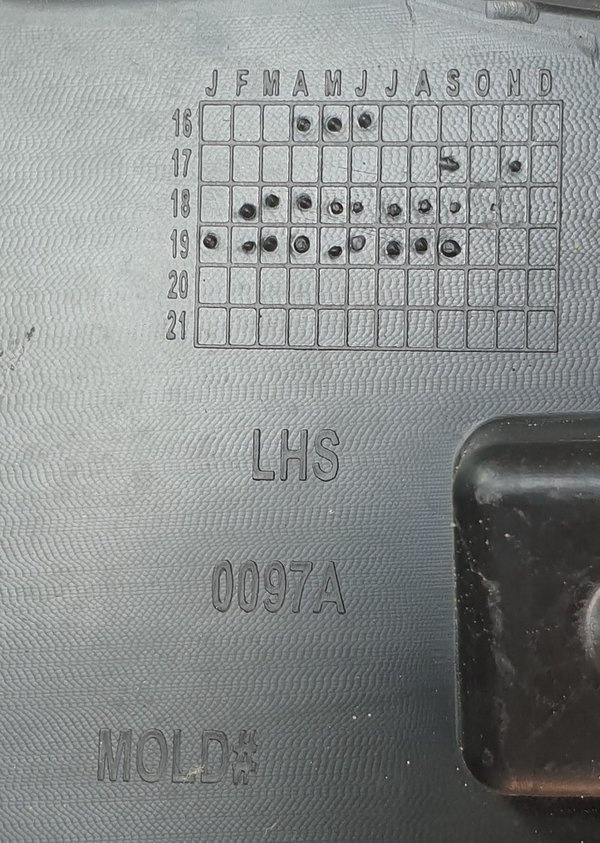 J F M A M J J A S O N D
16
17
18
19
20
21
LHS
0097A
MOLD#